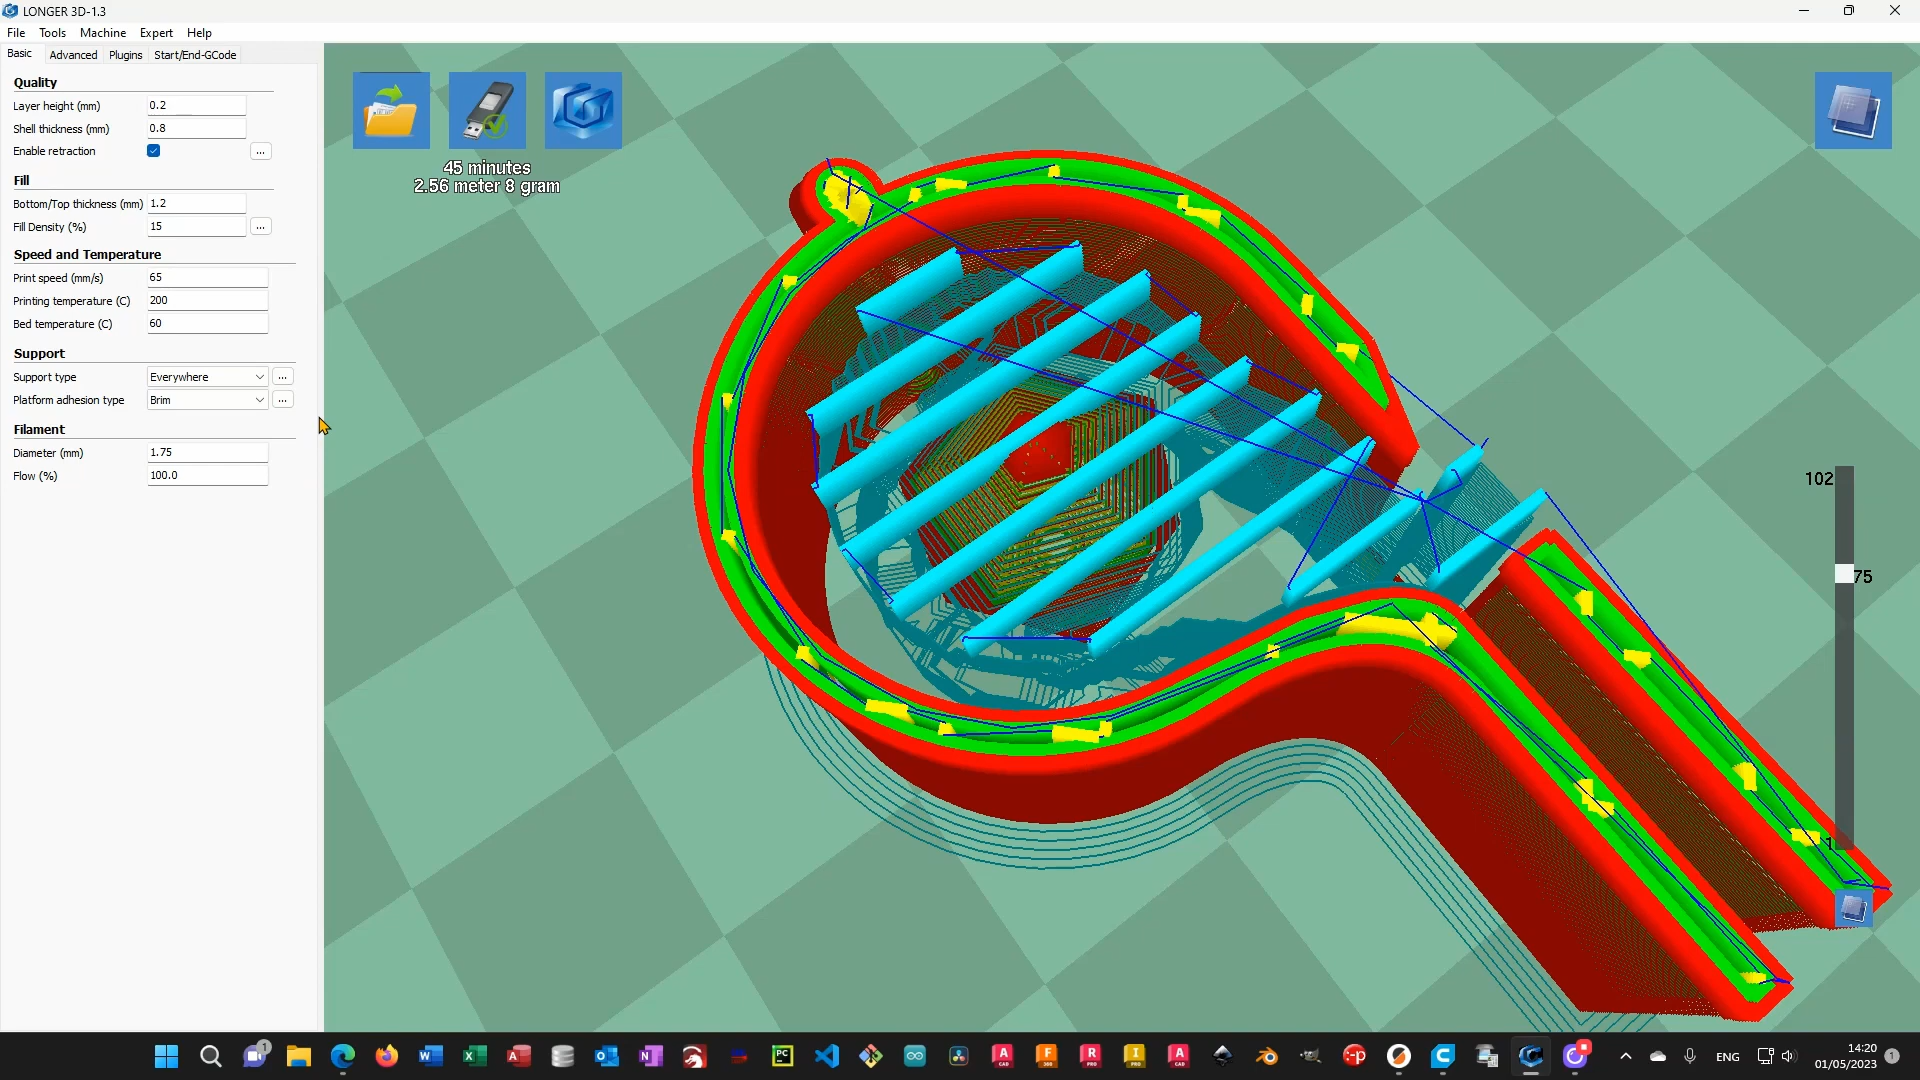 LONGER 3D-1.3
File Tools Machine Expert Help
Basic Advanced Plugins Start/End-GCode
Quality
Layer height (mm) 0.2
Shell thickness (mm) 0.8
Enable retraction ...
Fill
Bottom/Top thickness (mm) 1.2
Fill Density (%) 15 ...
Speed and Temperature
Print speed (mm/s) 65
Printing temperature (C) 200
Bed temperature (C) 60
Support
Support type Everywhere ...
Platform adhesion type Brim ...
Filament
Diameter (mm) 1.75
Flow (%) 100.0
45 minutes
2.56 meter 8 gram
102
75
1
1
PC
e-p
ENG
14:20
01/05/2023
1